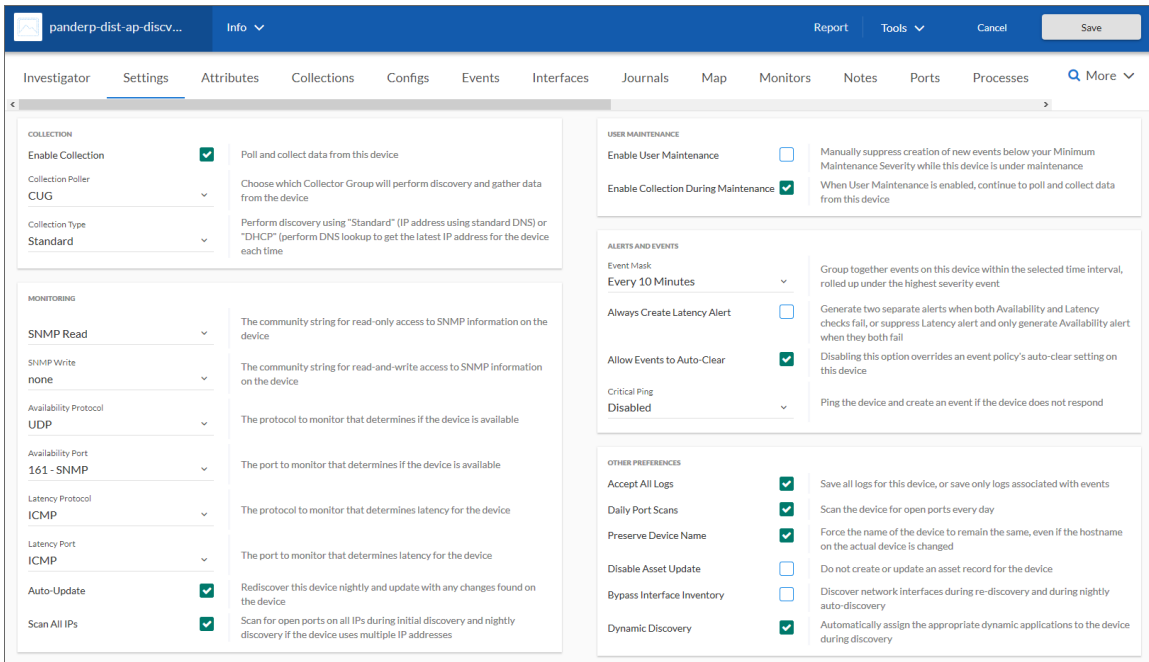 panderp-dist-ap-discv...
Info
Report
Tools
Cancel
Save
Investigator
Settings
Attributes
Collections
Configs
Events
Interfaces
Journals
Map
Monitors
Notes
Ports
Processes
More
COLLECTION
Enable Collection
Poll and collect data from this device
Collection Poller
CUG
Choose which Collector Group will perform discovery and gather data
from the device
Collection Type
Standard
Perform discovery using "Standard" (IP address using standard DNS) or
"DHCP" (perform DNS lookup to get the latest IP address for the device
each time
MONITORING
SNMP Read
The community string for read-only access to SNMP information on the
device
SNMP Write
none
The community string for read-and-write access to SNMP information
on the device
Availability Protocol
UDP
The protocol to monitor that determines if the device is available
Availability Port
161 - SNMP
The port to monitor that determines if the device is available
Latency Protocol
ICMP
The protocol to monitor that determines latency for the device
Latency Port
ICMP
The port to monitor that determines latency for the device
Auto-Update
Rediscover this device nightly and update with any changes found on
the device
Scan All IPs
Scan for open ports on all IPs during initial discovery and nightly
discovery if the device uses multiple IP addresses
USER MAINTENANCE
Enable User Maintenance
Manually suppress creation of new events below your Minimum
Maintenance Severity while this device is under maintenance
Enable Collection During Maintenance
When User Maintenance is enabled, continue to poll and collect data
from this device
ALERTS AND EVENTS
Event Mask
Every 10 Minutes
Group together events on this device within the selected time interval,
rolled up under the highest severity event
Always Create Latency Alert
Generate two separate alerts when both Availability and Latency
checks fail, or suppress Latency alert and only generate Availability alert
when they both fail
Allow Events to Auto-Clear
Disabling this option overrides an event policy's auto-clear setting on
this device
Critical Ping
Disabled
Ping the device and create an event if the device does not respond
OTHER PREFERENCES
Accept All Logs
Save all logs for this device, or save only logs associated with events
Daily Port Scans
Scan the device for open ports every day
Preserve Device Name
Force the name of the device to remain the same, even if the hostname
on the actual device is changed
Disable Asset Update
Do not create or update an asset record for the device
Bypass Interface Inventory
Discover network interfaces during re-discovery and during nightly
auto-discovery
Dynamic Discovery
Automatically assign the appropriate dynamic applications to the device
during discovery